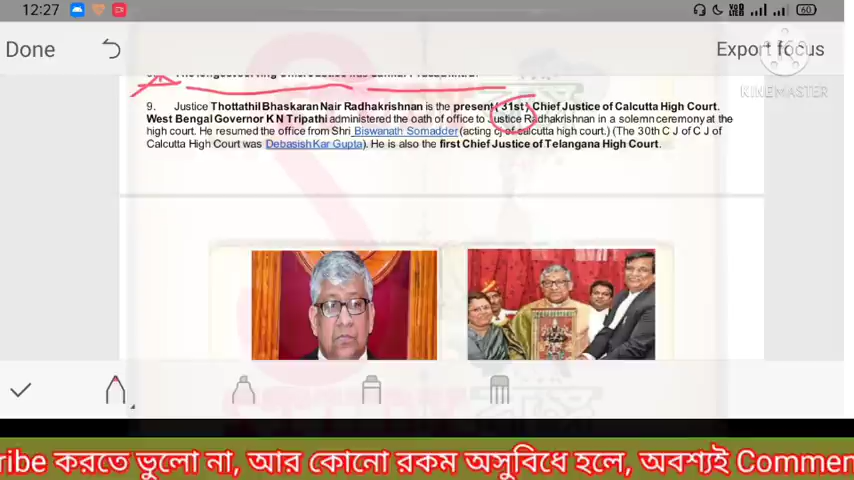 12:27
VoD LTE2
60
Done
Export focus
KINEMASTER
9. Justice Thottathil Bhaskaran Nair Radhakrishnan is the present( 31st ) Chief Justice of Calcutta High Court.
West Bengal Governor K N Tripathi administered the oath of office to Justice Radhakrishnan in a solemn ceremony at the
high court. He resumed the office from Shri Biswanath Somadder (acting cj of calcutta high court.) (The 30th C J of C J of
Calcutta High Court was Debasish Kar Gupta). He is also the first Chief Justice of Telangana High Court.
ribe করতে ভুলো না, আর কোনো রকম অসুবিধে হলে, অবশ্যই Commen